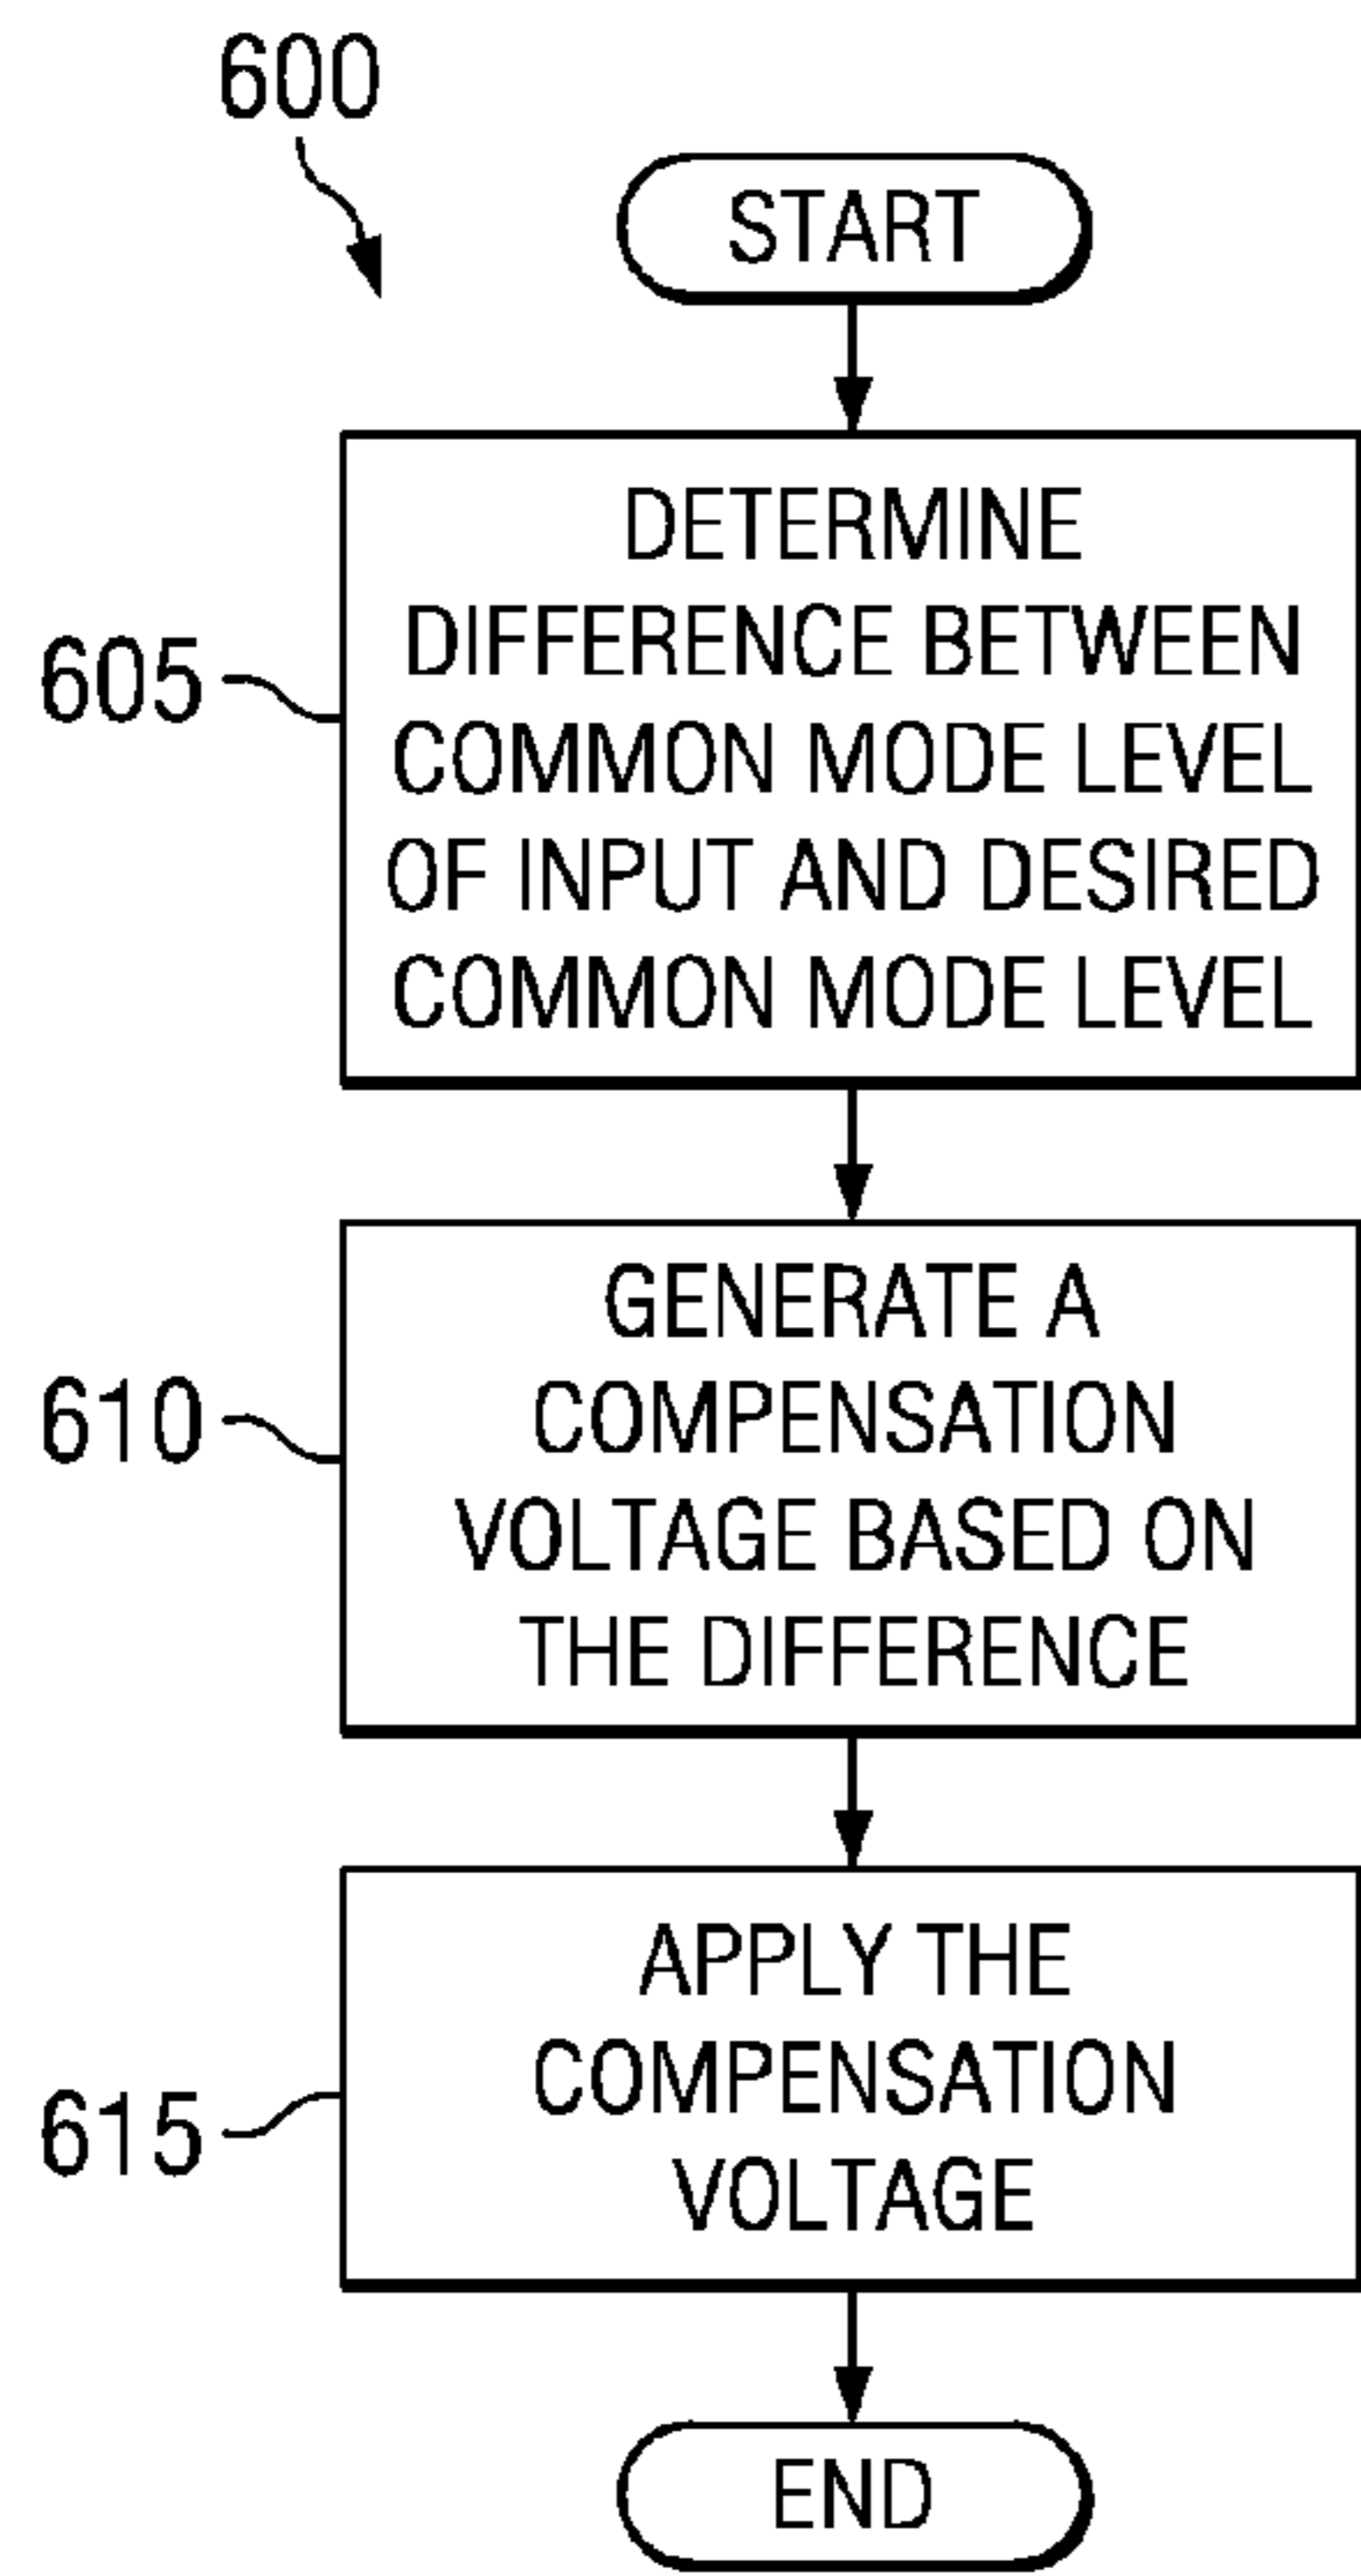 600
START
605
DETERMINE
DIFFERENCE BETWEEN
COMMON MODE LEVEL
OF INPUT AND DESIRED
COMMON MODE LEVEL
610
GENERATE A
COMPENSATION
VOLTAGE BASED ON
THE DIFFERENCE
615
APPLY THE
COMPENSATION
VOLTAGE
END